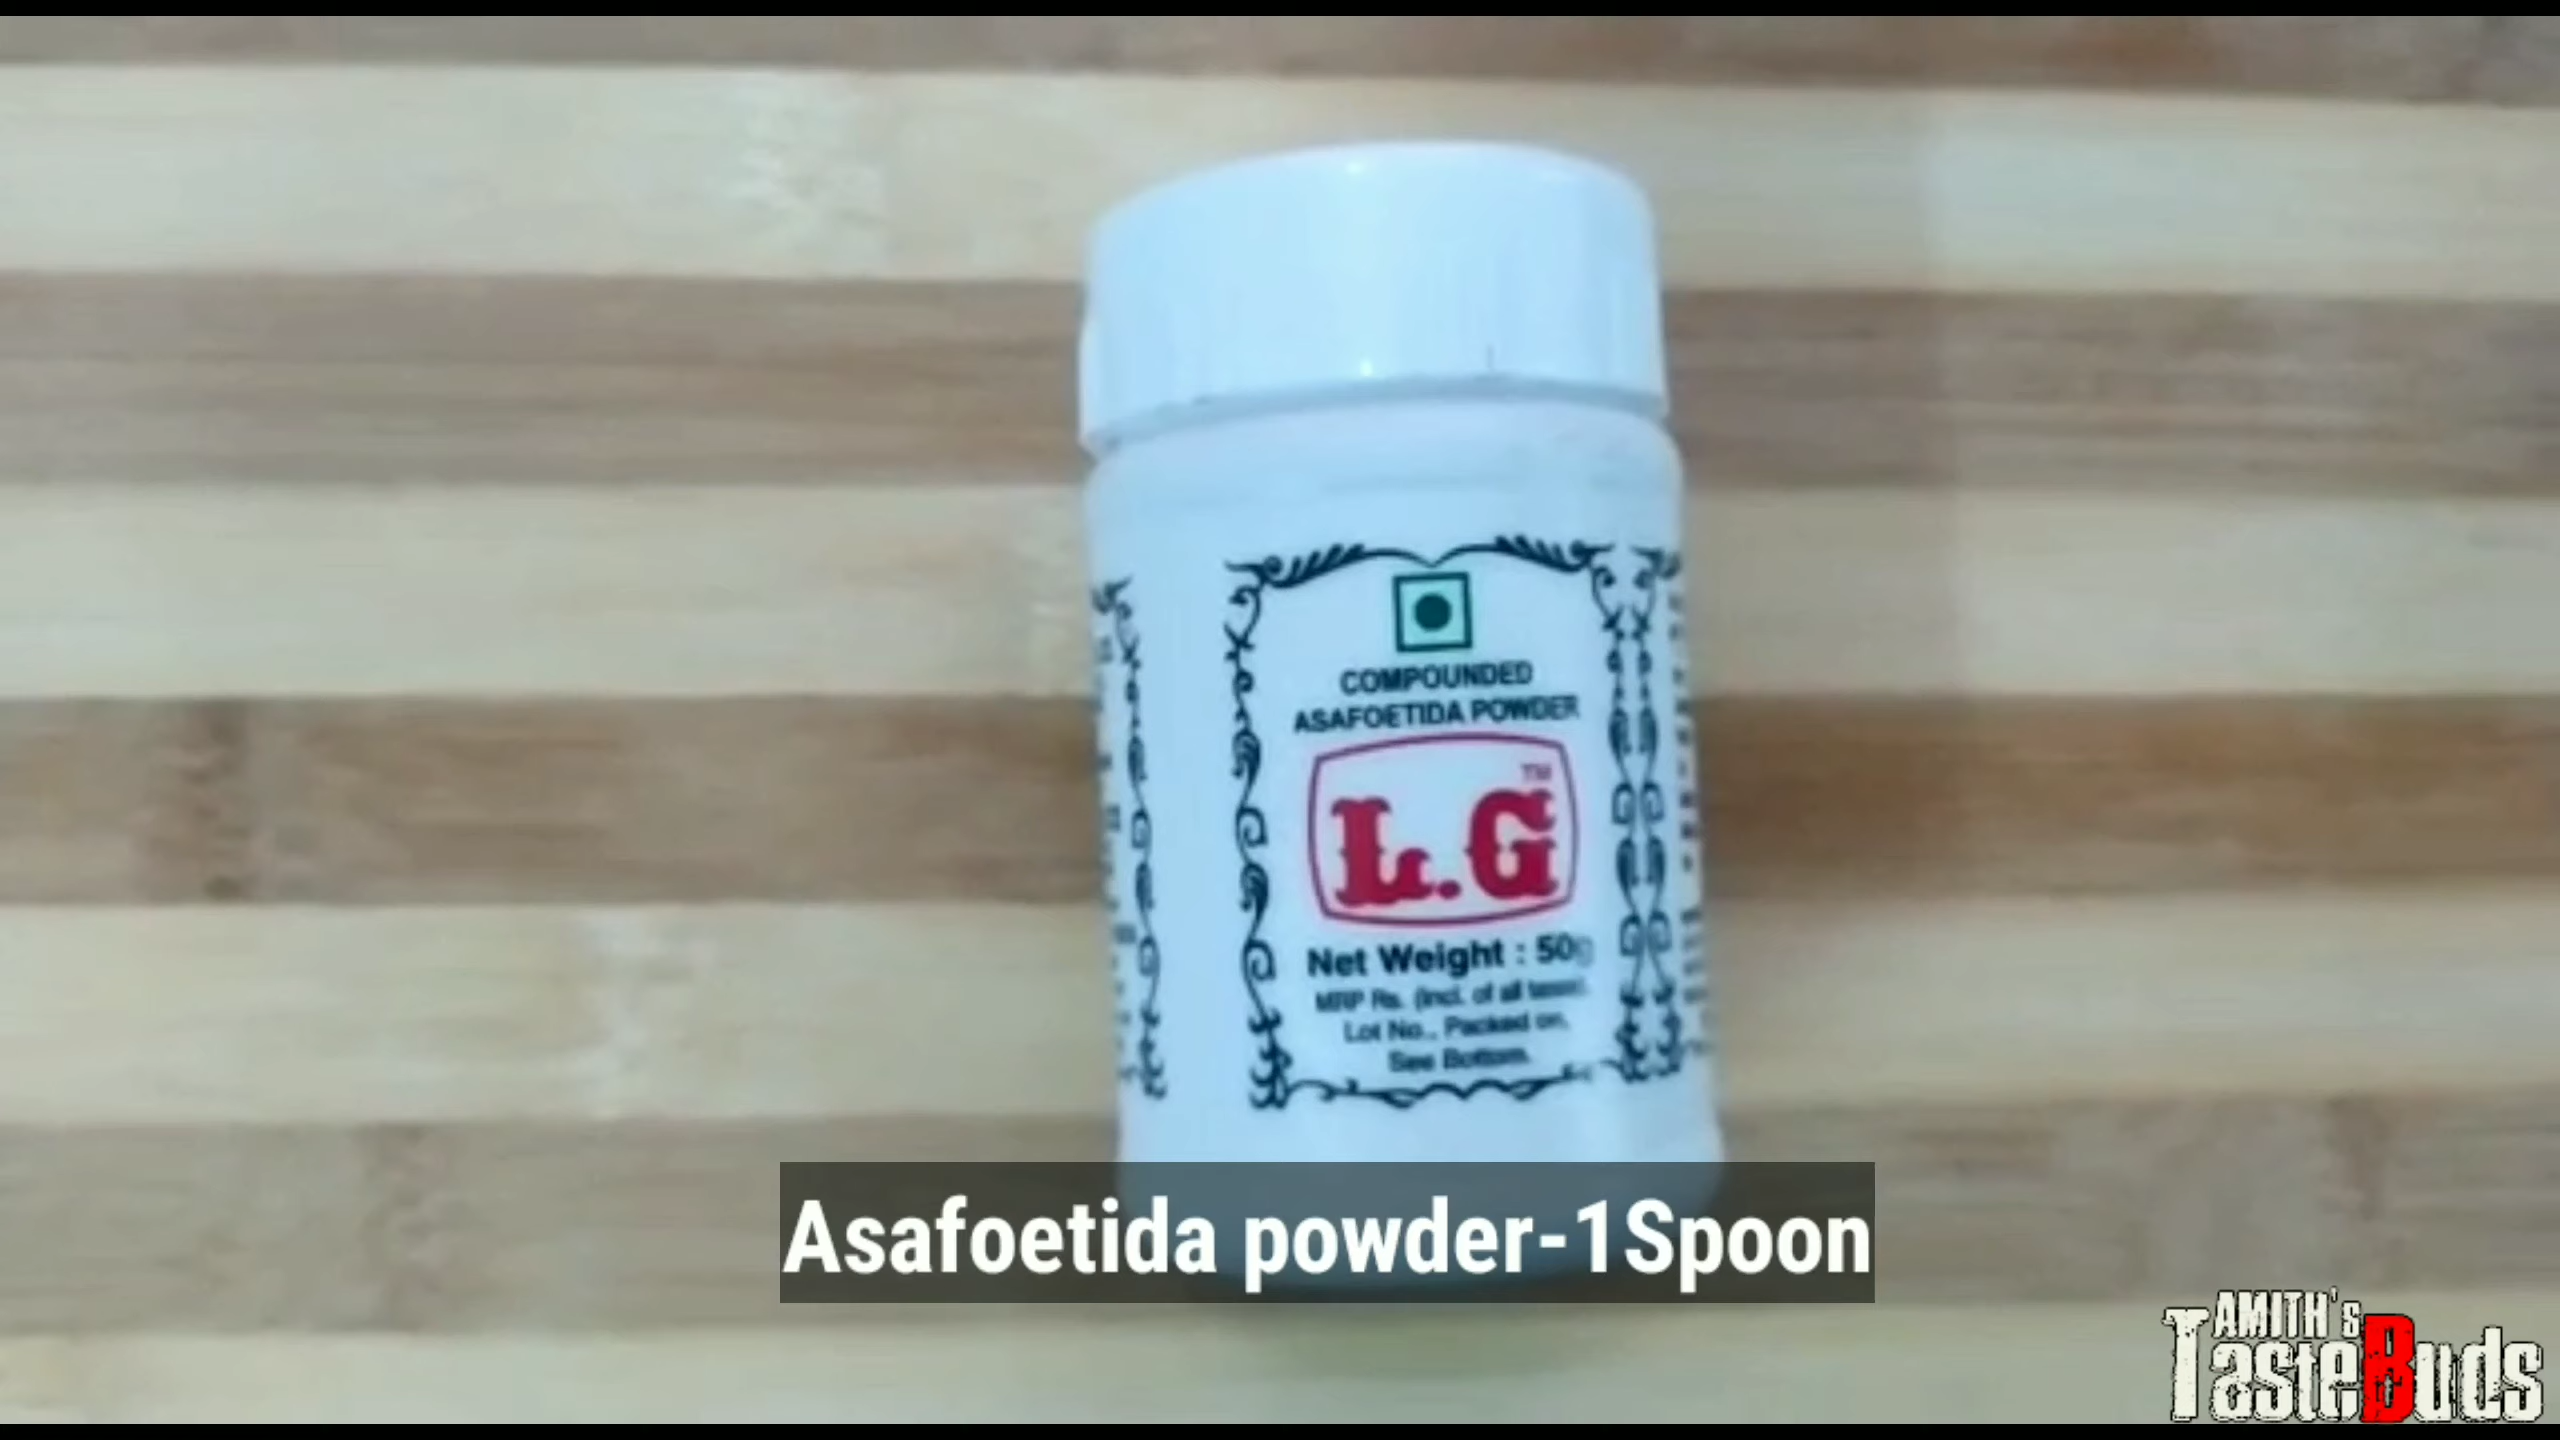 COMPOUNDED
ASAFOETIDA POWDER
TM
L.G
Net Weight : 50g
MRP Rs. (Incl. of all taxes).
Lot No., Packed on,
See Bottom.
Asafoetida powder-1Spoon
AMITH's
TasteBuds